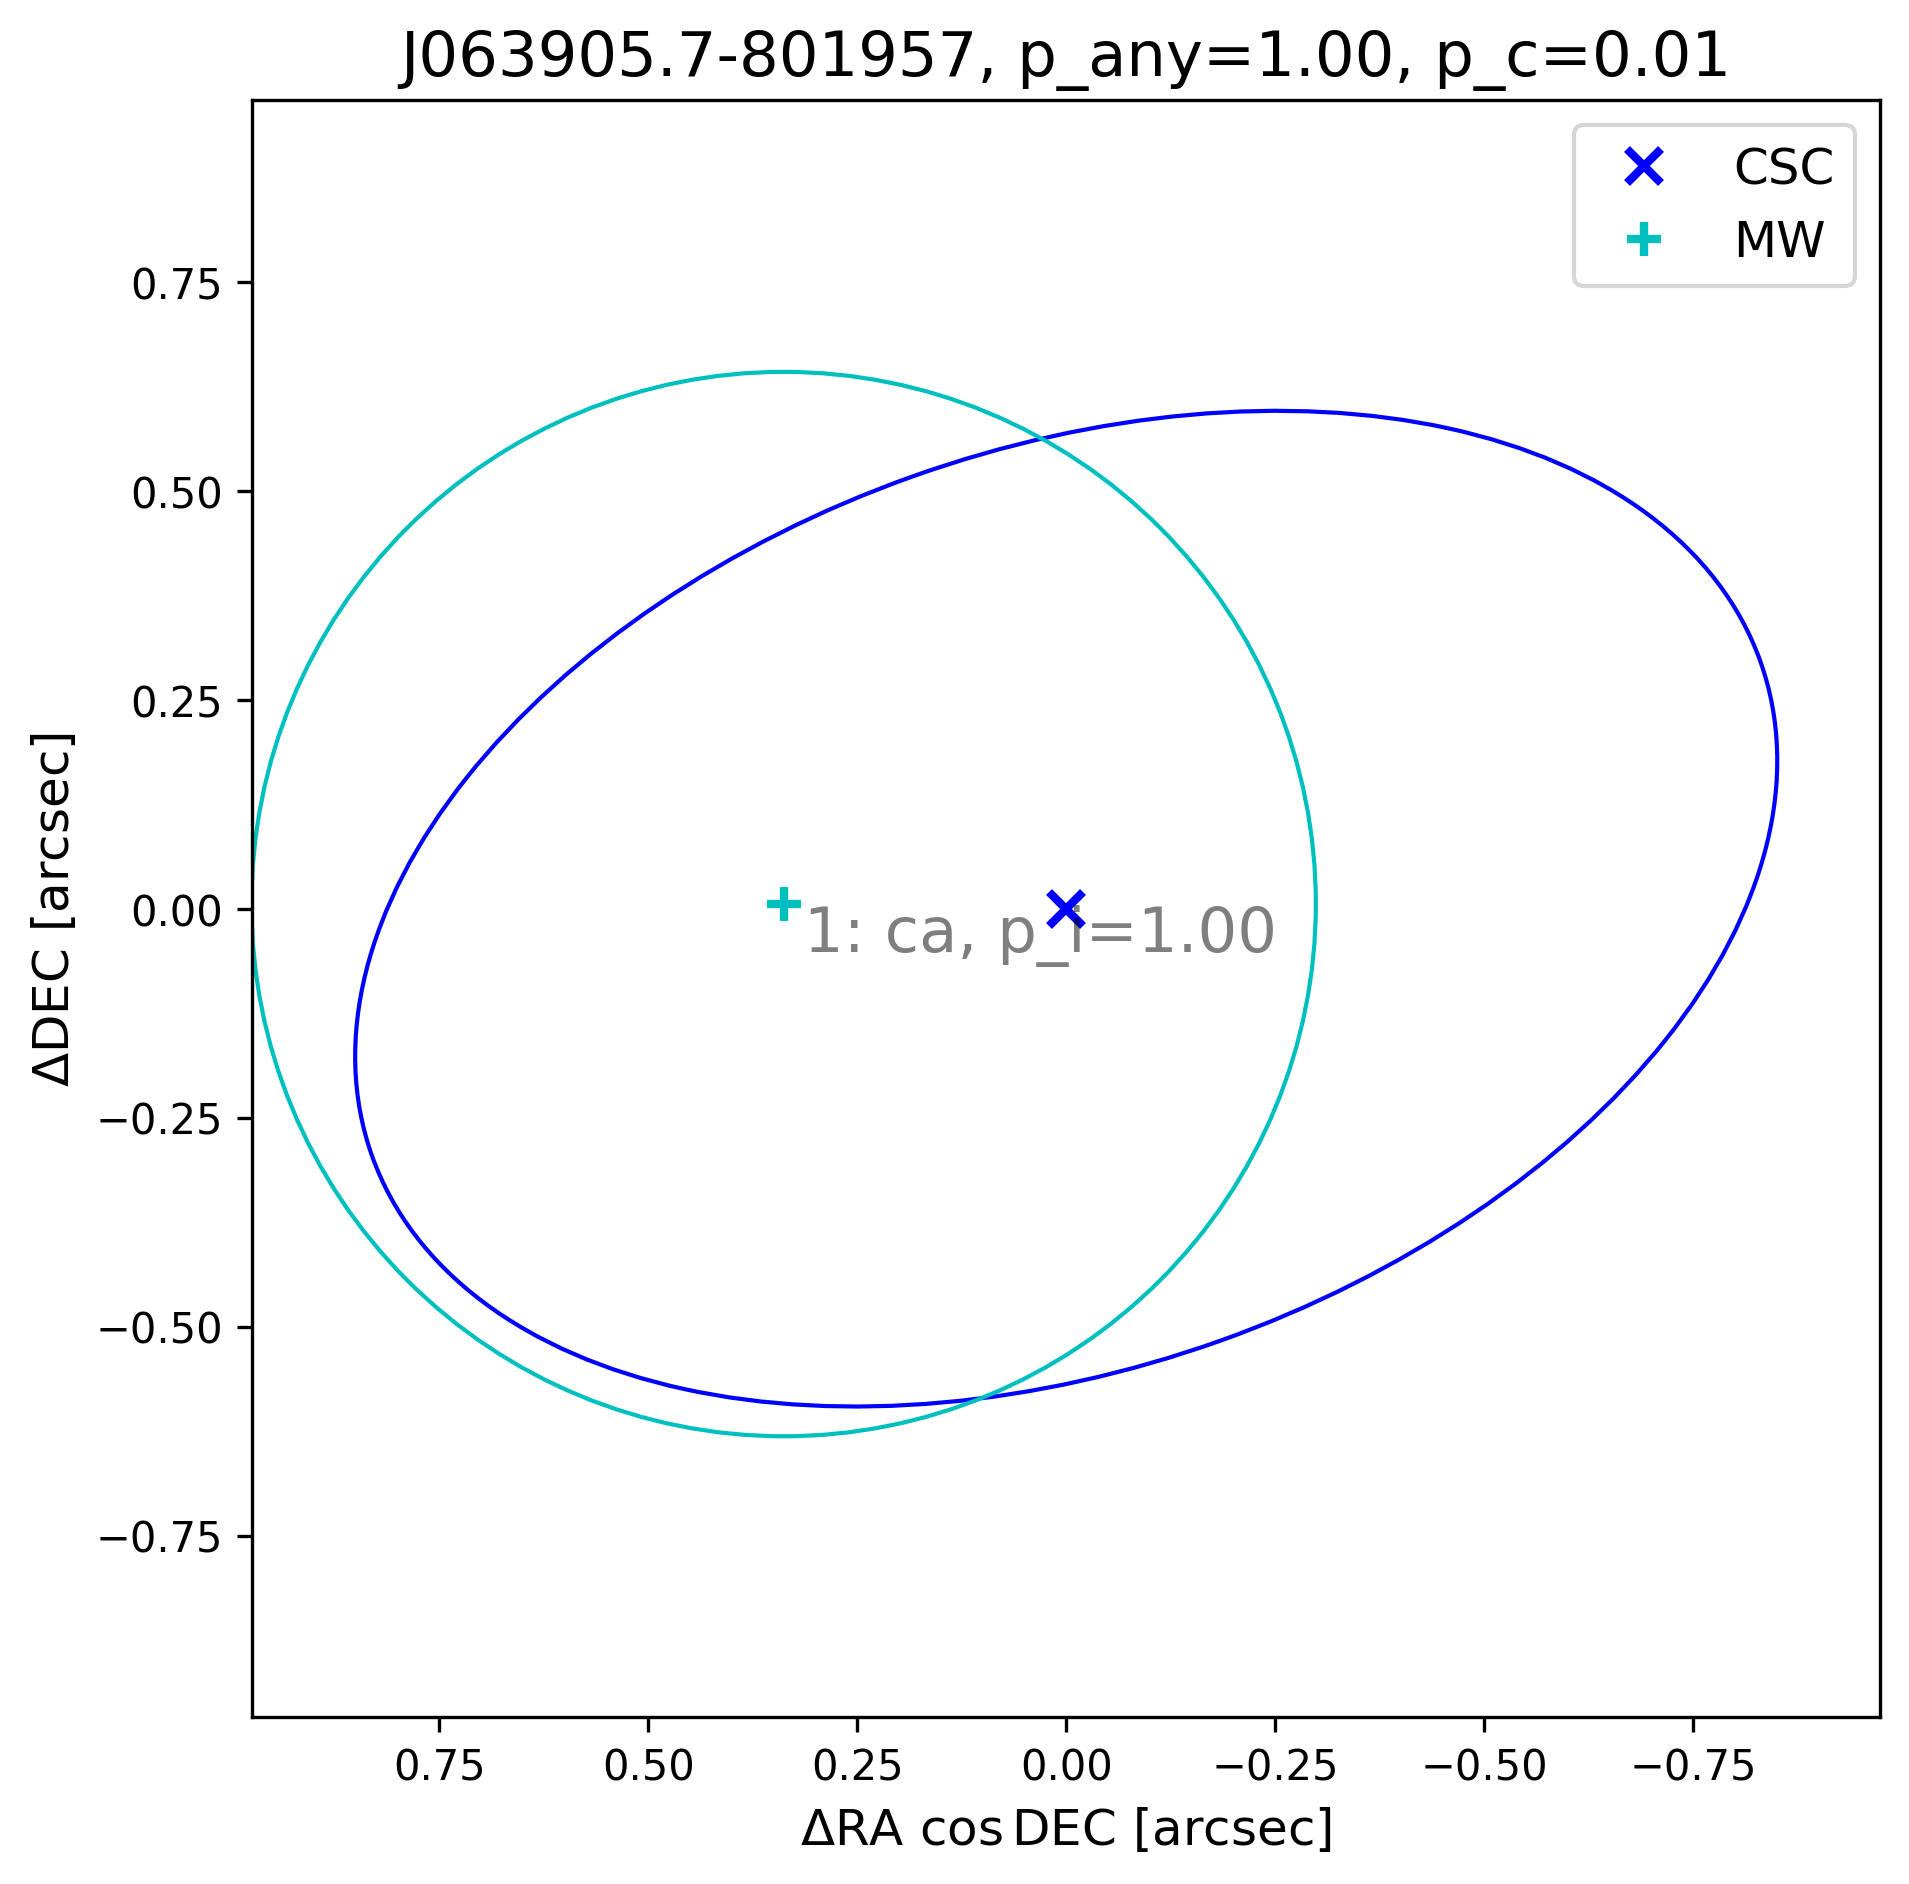 J063905.7-801957, p_any=1.00, p_c=0.01
CSC
MW
0.75
0.50
0.25
0.00
−0.25
−0.50
−0.75
ΔDEC [arcsec]
1: ca, p_i=1.00
0.75 0.50 0.25 0.00 −0.25 −0.50 −0.75
ΔRA cos DEC [arcsec]